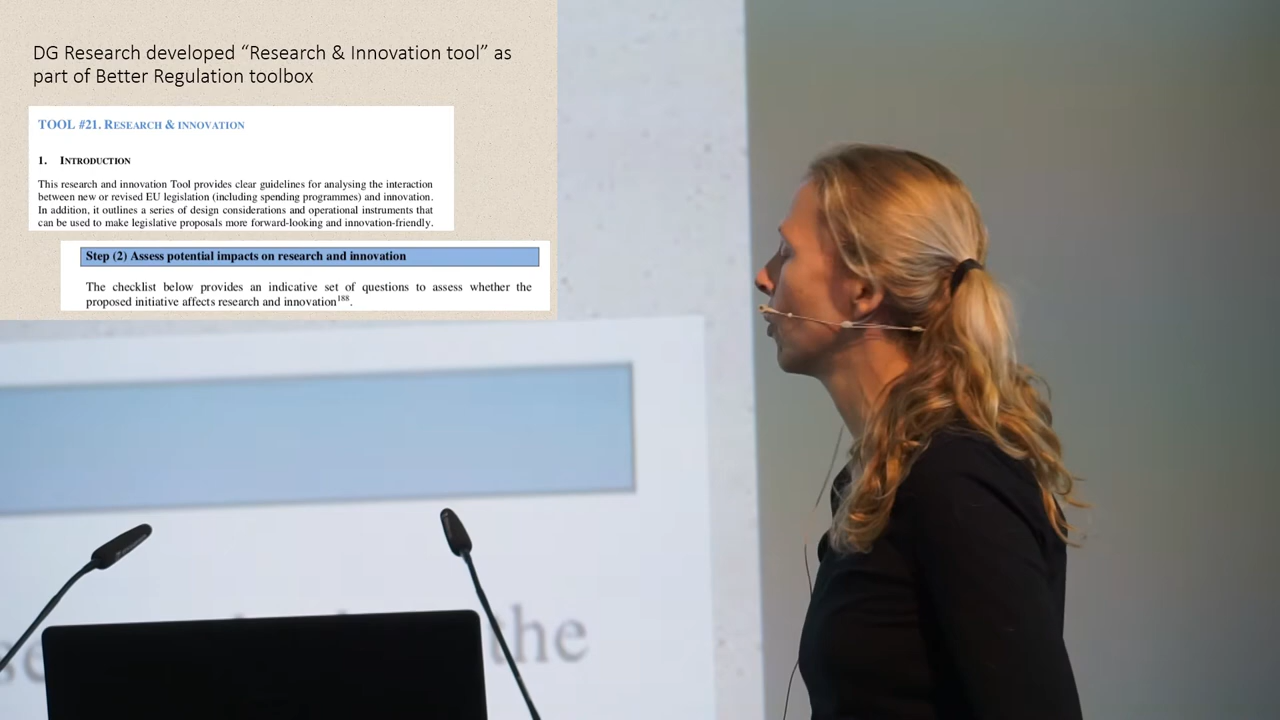 DG Research developed “Research & Innovation tool” as
part of Better Regulation toolbox
TOOL #21. RESEARCH & INNOVATION
1. INTRODUCTION
This research and innovation Tool provides clear guidelines for analysing the interaction
between new or revised EU legislation (including spending programmes) and innovation.
In addition, it outlines a series of design considerations and operational instruments that
can be used to make legislative proposals more forward-looking and innovation-friendly.
Step (2) Assess potential impacts on research and innovation
The checklist below provides an indicative set of questions to assess whether the
proposed initiative affects research and innovation188.
the